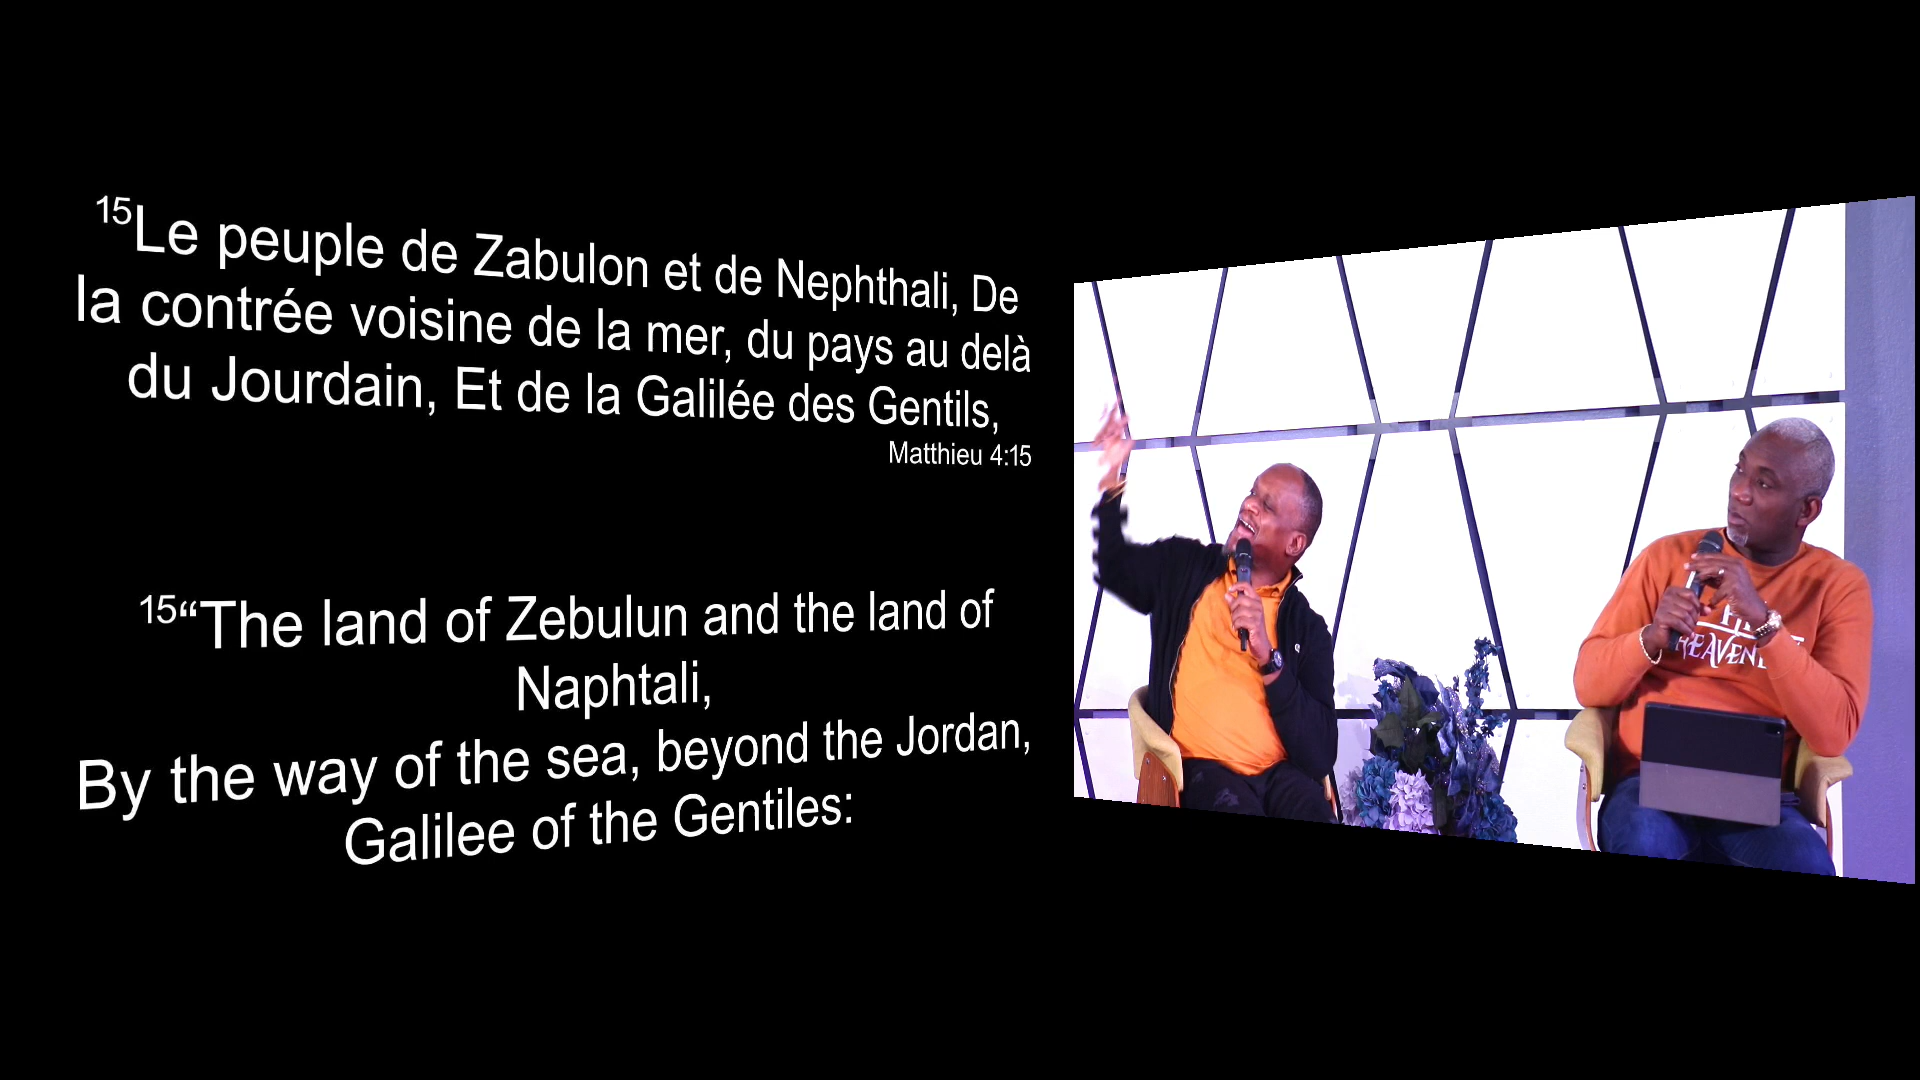 15Le peuple de Zabulon et de Nephthali, De
la contrée voisine de la mer, du pays au delà
du Jourdain, Et de la Galilée des Gentils,
Matthieu 4:15
15“The land of Zebulun and the land of
Naphtali,
By the way of the sea, beyond the Jordan,
Galilee of the Gentiles: